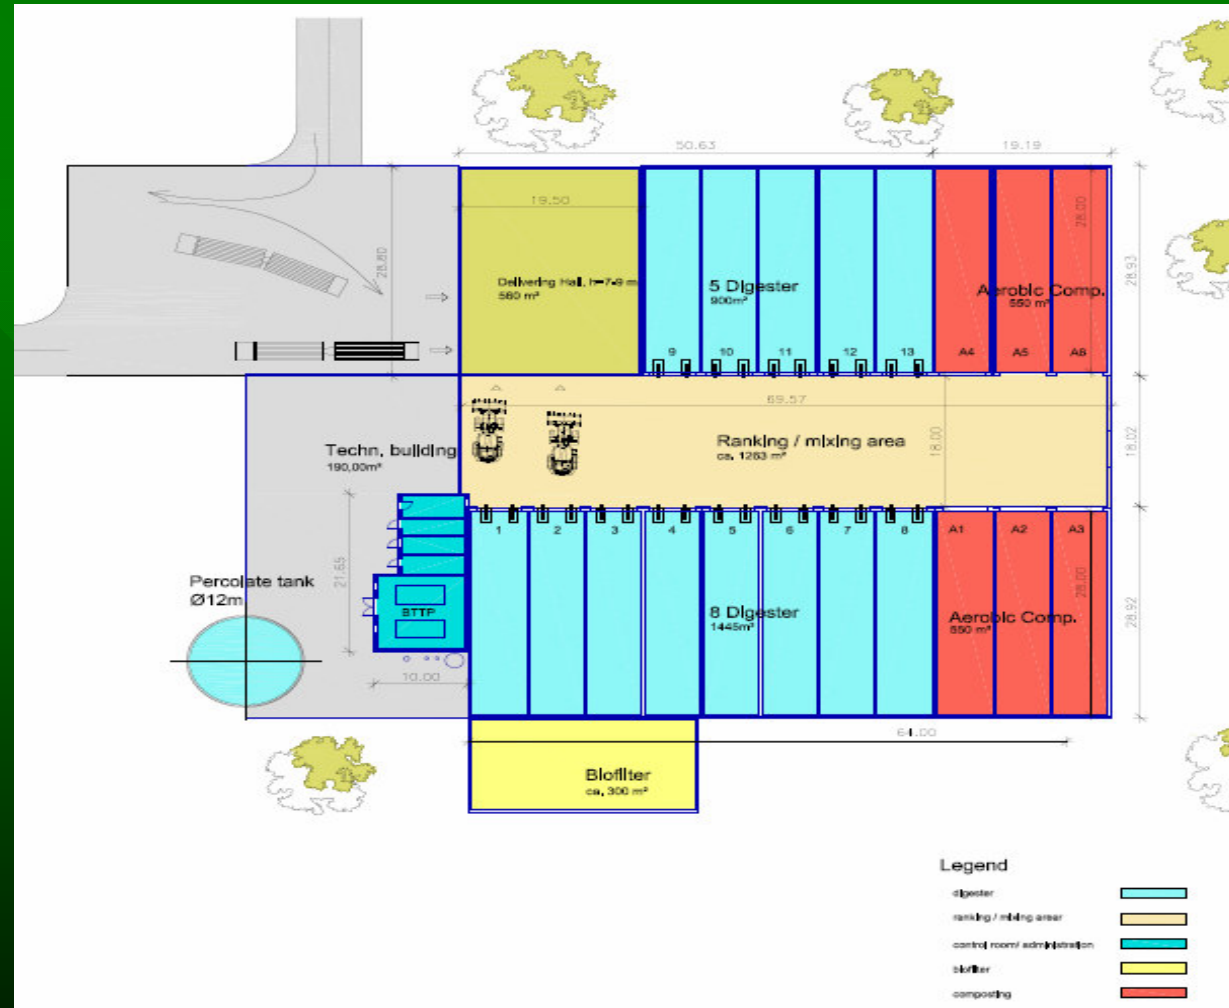 50.63
19.19
19.50
28.80
Delivering Hall, h=7-9 m
560 m²
5 Digester
900m²
Aerobic Comp.
550 m²
28.00
28.93
9
10
11
12
13
A4
A5
A6
69.57
Techn. building
190,00m²
Ranking / mixing area
ca. 1263 m²
18.00
18.02
1
2
3
4
5
6
7
8
A1
A2
A3
21.65
Percolate tank
Ø12m
BTTP
8 Digester
1445m²
Aerobic Comp.
550 m²
28.00
28.92
10.00
64.00
Biofilter
ca. 300 m²
Legend
digester
ranking / mixing area
control room/ administration
biofilter
composting